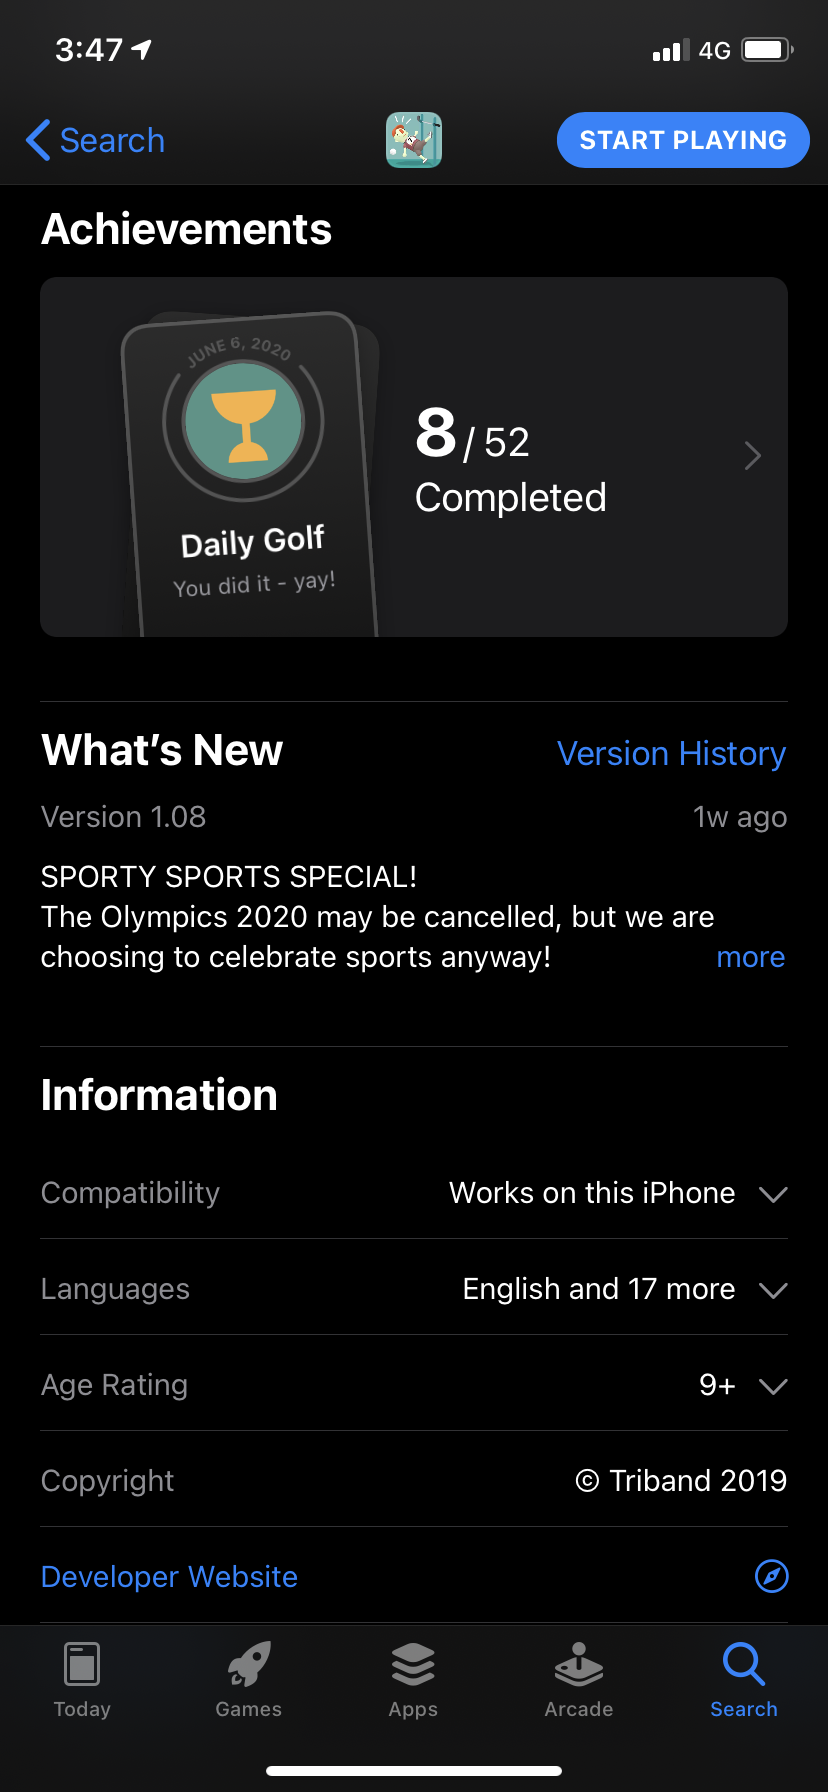 3:47
4G
Search
START PLAYING
Achievements
JUNE 6, 2020
Daily Golf
You did it - yay!
8/52
Completed
What's New
Version History
Version 1.08
1w ago
SPORTY SPORTS SPECIAL!
The Olympics 2020 may be cancelled, but we are
choosing to celebrate sports anyway!
more
Information
Compatibility
Works on this iPhone
Languages
English and 17 more
Age Rating
9+
Copyright
© Triband 2019
Developer Website
Today
Games
Apps
Arcade
Search